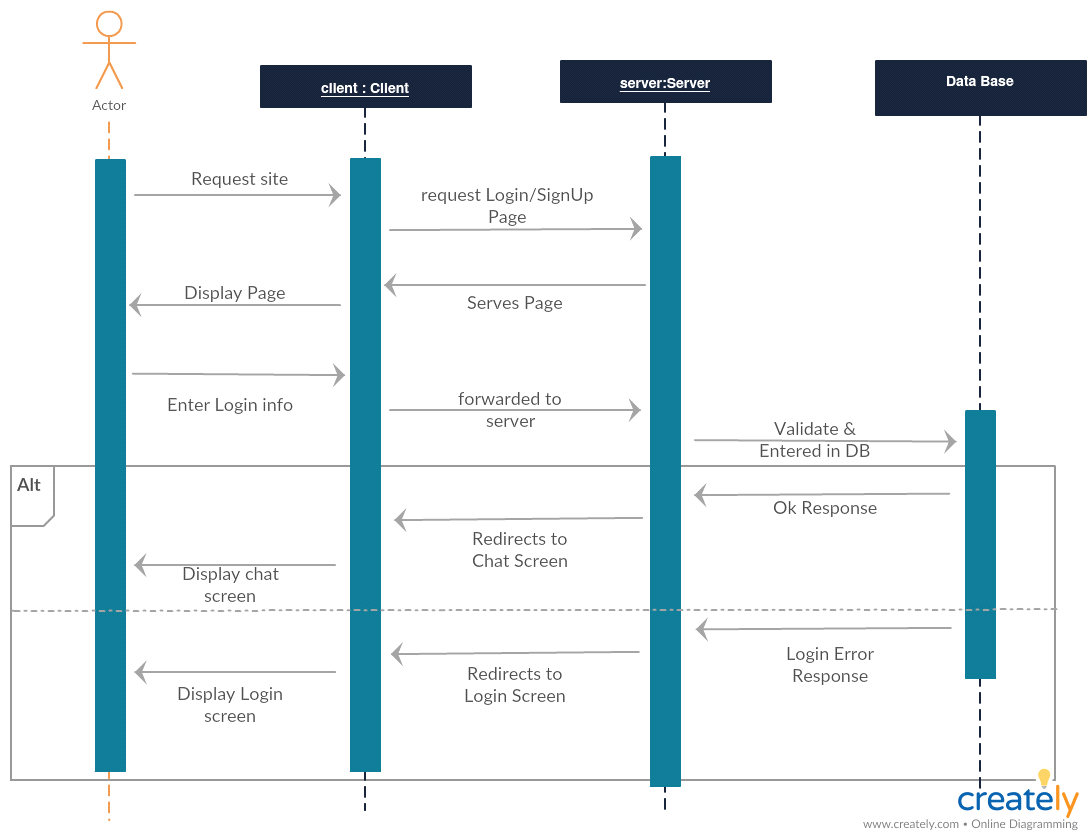 Actor
client : Client
server:Server
Data Base
Request site
request Login/SignUp
Page
Display Page
Serves Page
Enter Login info
forwarded to
server
Validate &
Entered in DB
Alt
Ok Response
Redirects to
Chat Screen
Display chat
screen
Login Error
Response
Redirects to
Login Screen
Display Login
screen
creately
www.creately.com • Online Diagramming